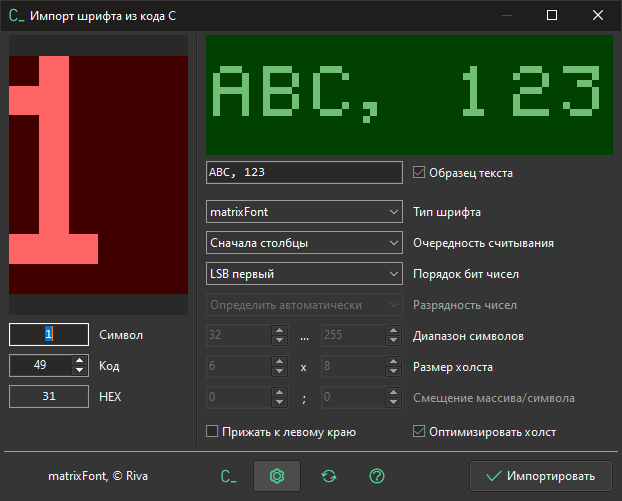 C_ Импорт шрифта из кода C
ABC, 123
ABC, 123
Образец текста
matrixFont
Тип шрифта
Сначала столбцы
Очередность считывания
LSB первый
Порядок бит чисел
Определить автоматически
Разрядность чисел
32 ... 255
Диапазон символов
6 x 8
Размер холста
0 ; 0
Смещение массива/символа
Прижать к левому краю
Оптимизировать холст
1
1
Символ
49
Код
31
HEX
matrixFont, © Riva
C_
Импортировать